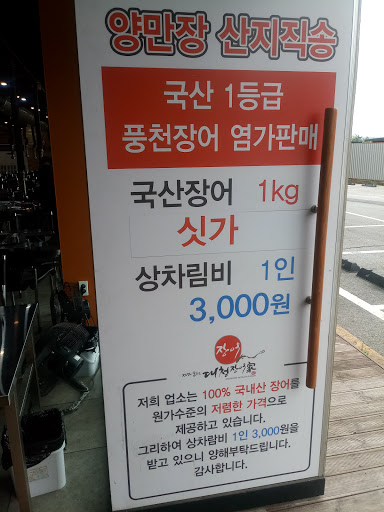 양만장 산지직송
국산 1등급
풍천장어 염가판매
국산장어 1kg
싯가
상차림비 1인
3,000원
장어
대청장어家
저희 업소는 100% 국내산 장어를
원가수준의 저렴한 가격으로
제공하고 있습니다.
그리하여 상차림비 1인 3,000원을
받고 있으니 양해부탁드립니다.
감사합니다.